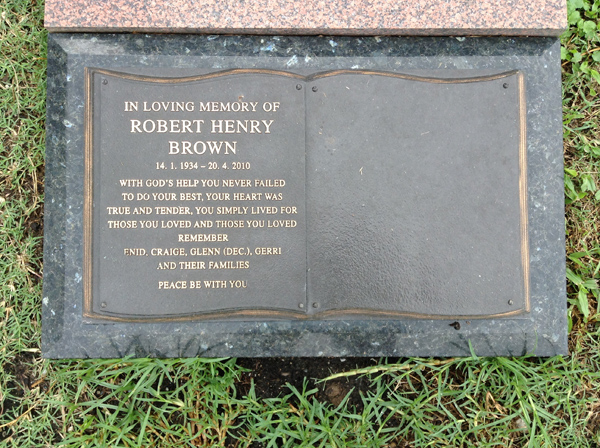 IN LOVING MEMORY OF
ROBERT HENRY
BROWN
14. 1. 1934 – 20. 4. 2010
WITH GOD'S HELP YOU NEVER FAILED
TO DO YOUR BEST, YOUR HEART WAS
TRUE AND TENDER, YOU SIMPLY LIVED FOR
THOSE YOU LOVED AND THOSE YOU LOVED
REMEMBER
ENID. CRAIGE, GLENN (DEC.), GERRI
AND THEIR FAMILIES
PEACE BE WITH YOU